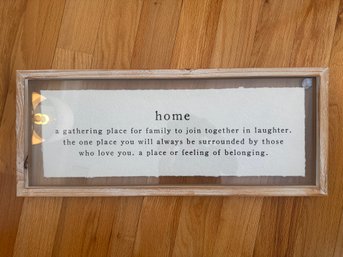 home
a gathering place for family to join together in laughter.
the one place you will always be surrounded by those
who love you. a place or feeling of belonging.